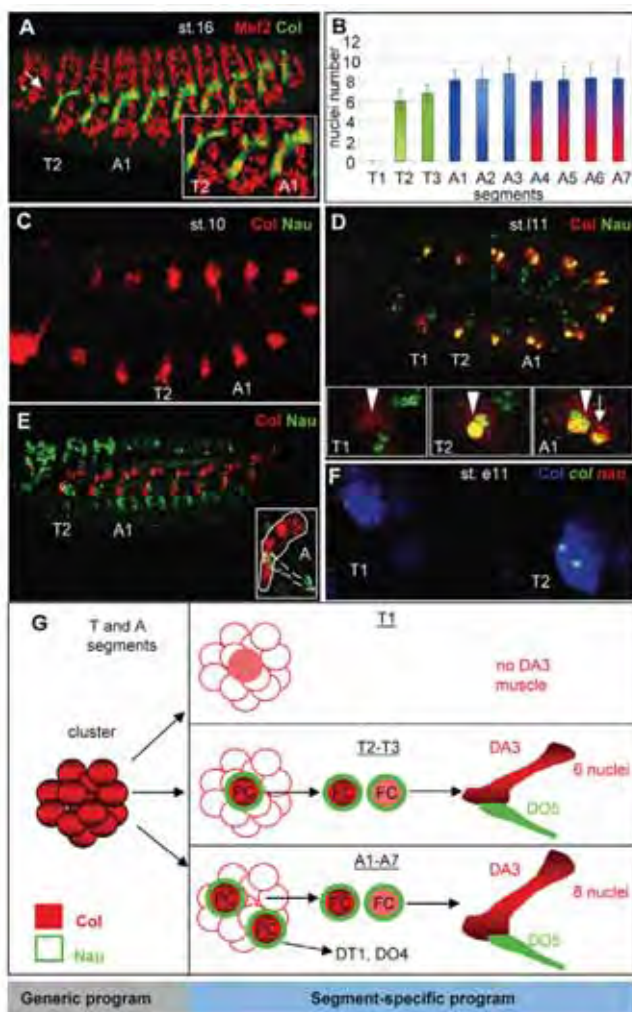 A st.16 Mef2 Col
T2 A1
T2 A1
B
nuclei number
12
10
8
6
4
2
0
T1 T2 T3 A1 A2 A3 A4 A5 A6 A7
segments
C st.10 Col Nau
T2 A1
D st.l11 Col Nau
T1 T2 A1
T1 T2 A1
E Col Nau
T2 A1
A
F st. e11 Col col nau
T1 T2
G T and A
segments
cluster
Col
Nau
T1
no DA3
muscle
T2-T3
FC FC
DA3
6 nuclei
DO5
A1-A7
FC FC
DT1, DO4
DA3
8 nuclei
DO5
Generic program Segment-specific program